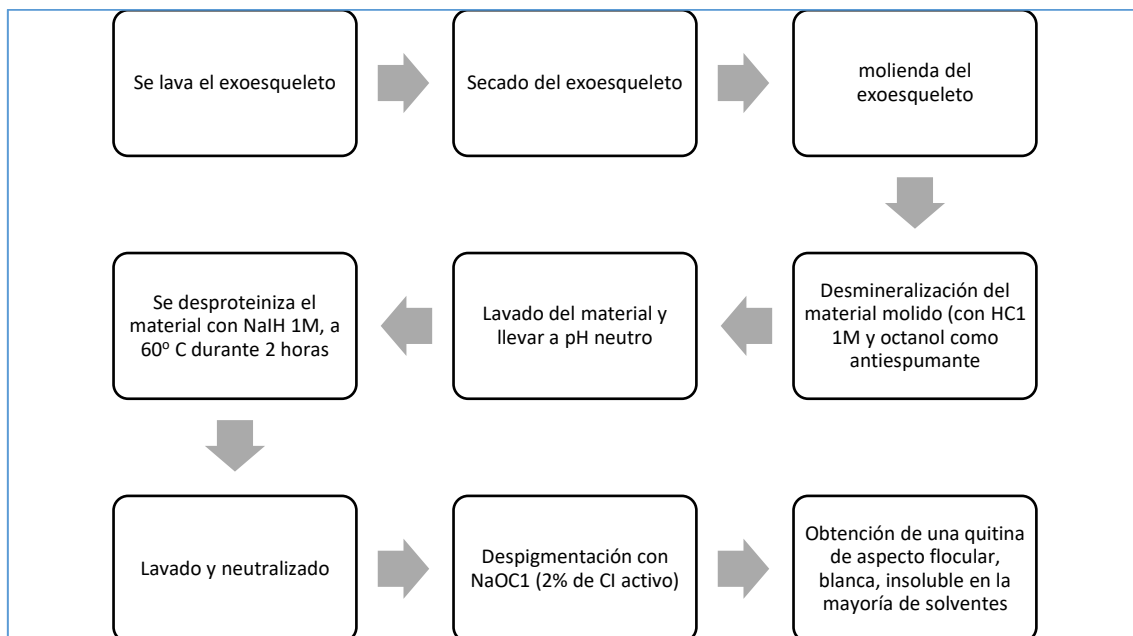 Se lava el exoesqueleto
Secado del exoesqueleto
molienda del
exoesqueleto
Desmineralización del
material molido (con HC1
1M y octanol como
antiespumante
Lavado del material y
llevar a pH neutro
Se desproteiniza el
material con NaIH 1M, a
60º C durante 2 horas
Lavado y neutralizado
Despigmentación con
NaOC1 (2% de CI activo)
Obtención de una quitina
de aspecto flocular,
blanca, insoluble en la
mayoría de solventes